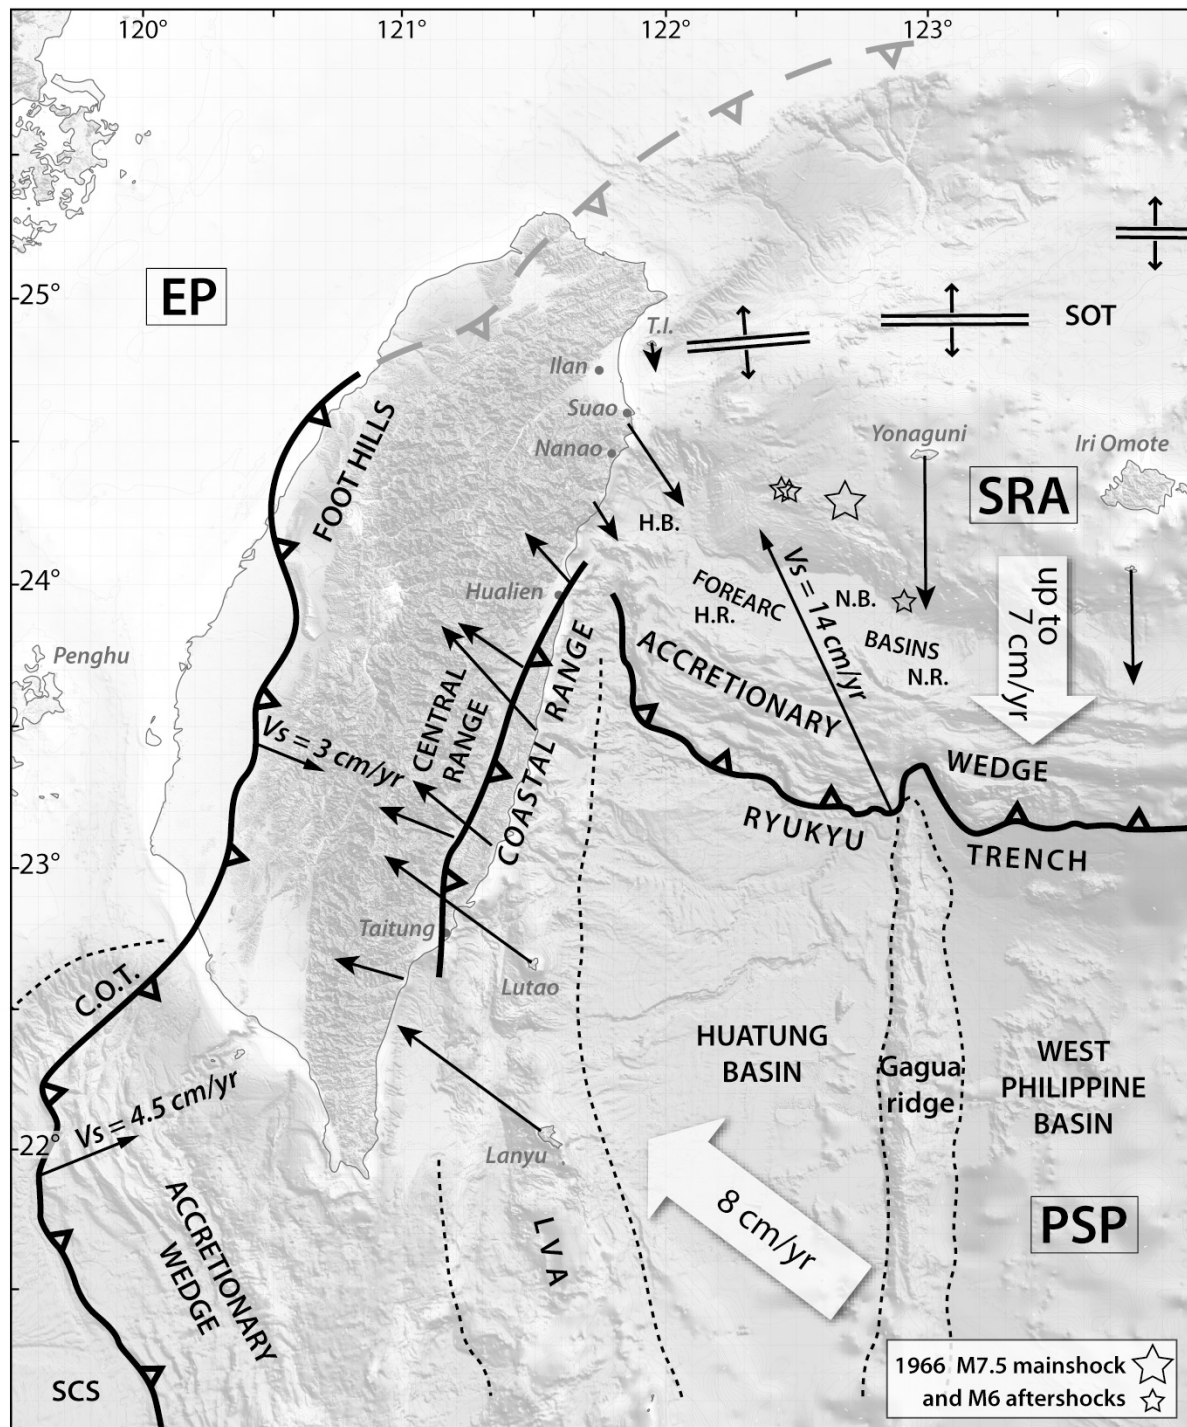 120°
121°
122°
123°
25°
24°
23°
22°
EP
SOT
T.I.
Ilan
Suao
Nanao
Yonaguni
Iri Omote
SRA
FOOT HILLS
H.B.
Hualien
FOREARC
H.R.
N.B.
BASINS
N.R.
Vs = 14 cm/yr
up to
7 cm/yr
Penghu
ACCRETIONARY
WEDGE
CENTRAL
RANGE
COASTAL RANGE
Vs = 3 cm/yr
RYUKYU
TRENCH
Taitung
Lutao
C.O.T.
HUATUNG
BASIN
Gagua
ridge
WEST
PHILIPPINE
BASIN
Vs = 4.5 cm/yr
Lanyu
8 cm/yr
PSP
ACCRETIONARY
WEDGE
LVA
SCS
1966 M7.5 mainshock
and M6 aftershocks